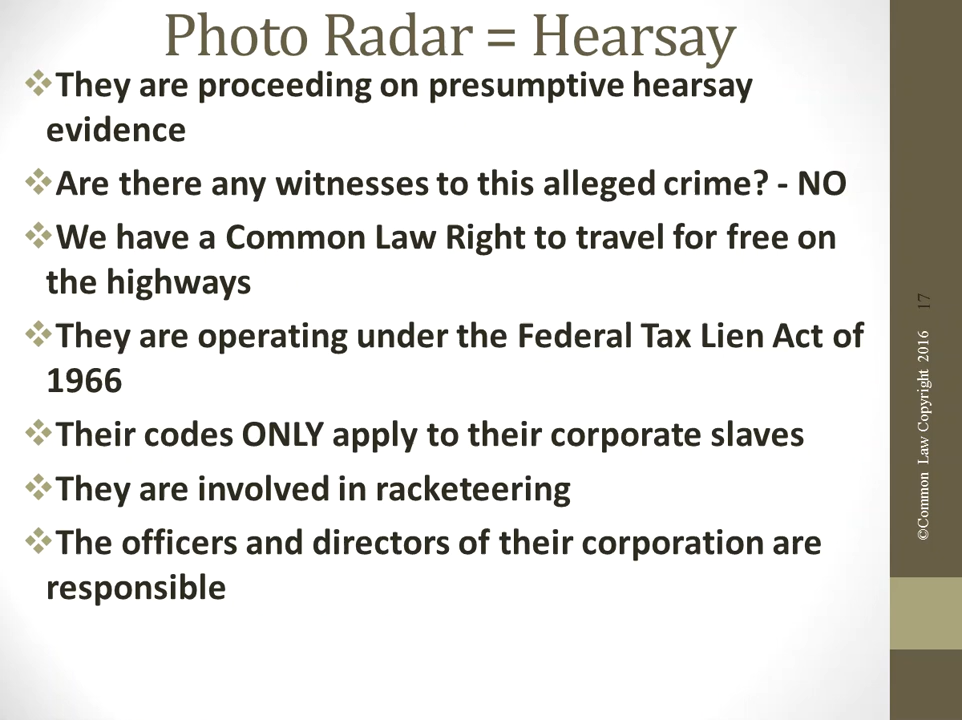 Photo Radar = Hearsay
❖They are proceeding on presumptive hearsay
evidence
❖Are there any witnesses to this alleged crime? - NO
❖We have a Common Law Right to travel for free on
the highways
❖They are operating under the Federal Tax Lien Act of
1966
❖Their codes ONLY apply to their corporate slaves
❖They are involved in racketeering
❖The officers and directors of their corporation are
responsible
©Common Law Copyright 2016 17